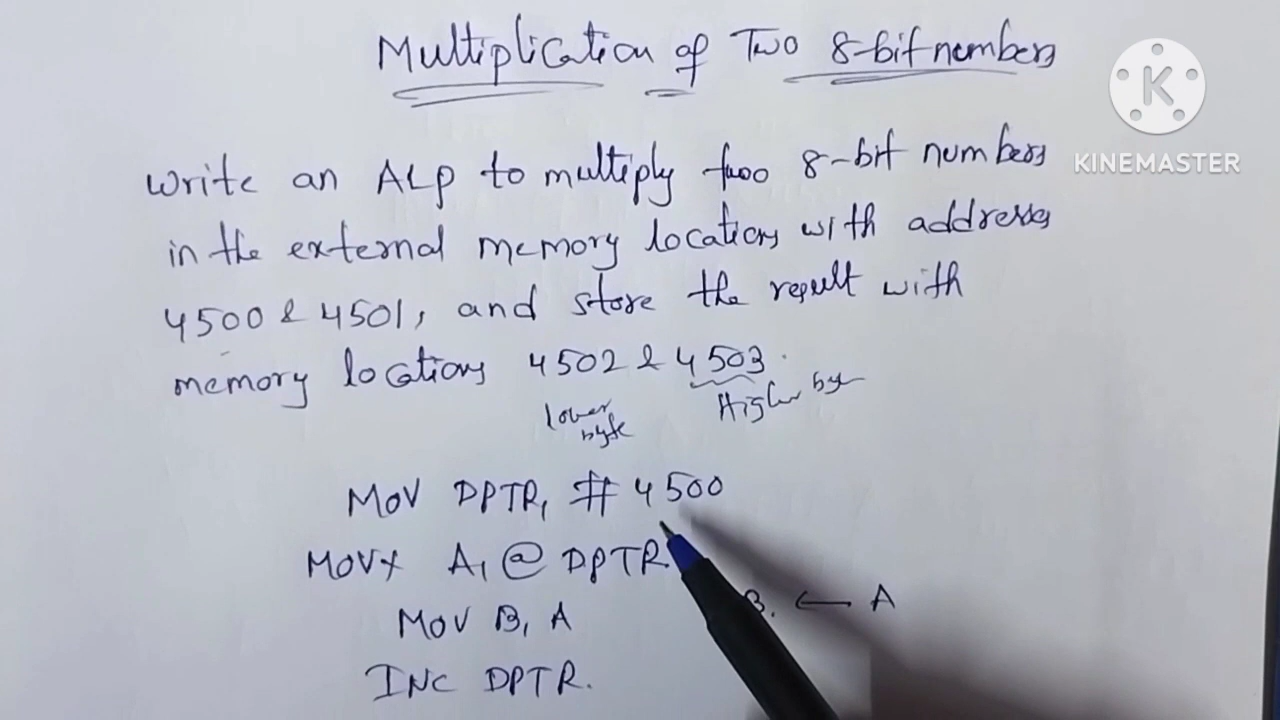 Multiplication of Two 8-bit numbers
K
KINEMASTER
Write an ALP to multiply two 8-bit numbers
in the external memory locations with addresses
4500 & 4501, and store the result with
memory locations 4502 & 4503.
lower byte
Higher byte
MOV DPTR, #4500
MOVX A, @DPTR
MOV B, A
B. ← A
INC DPTR.